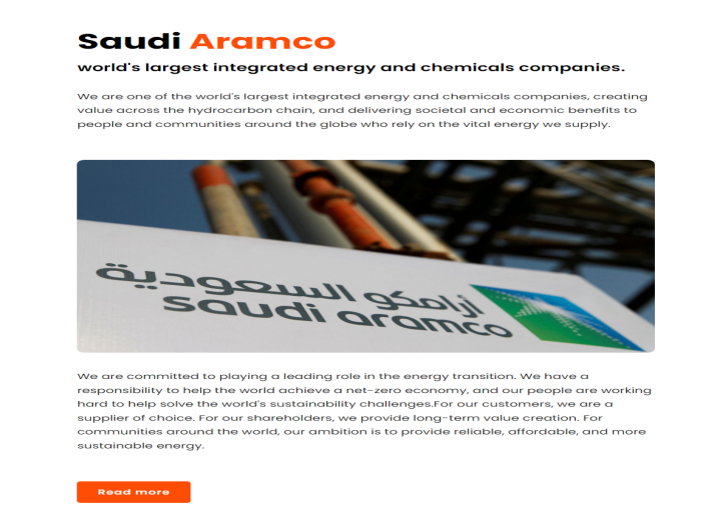 Saudi Aramco
world's largest integrated energy and chemicals companies.
We are one of the world's largest integrated energy and chemicals companies, creating
value across the hydrocarbon chain, and delivering societal and economic benefits to
people and communities around the globe who rely on the vital energy we supply.
أرامكو السعودية
saudi aramco
We are committed to playing a leading role in the energy transition. We have a
responsibility to help the world achieve a net-zero economy, and our people are working
hard to help solve the world's sustainability challenges.For our customers, we are a
supplier of choice. For our shareholders, we provide long-term value creation. For
communities around the world, our ambition is to provide reliable, affordable, and more
sustainable energy.
Read more